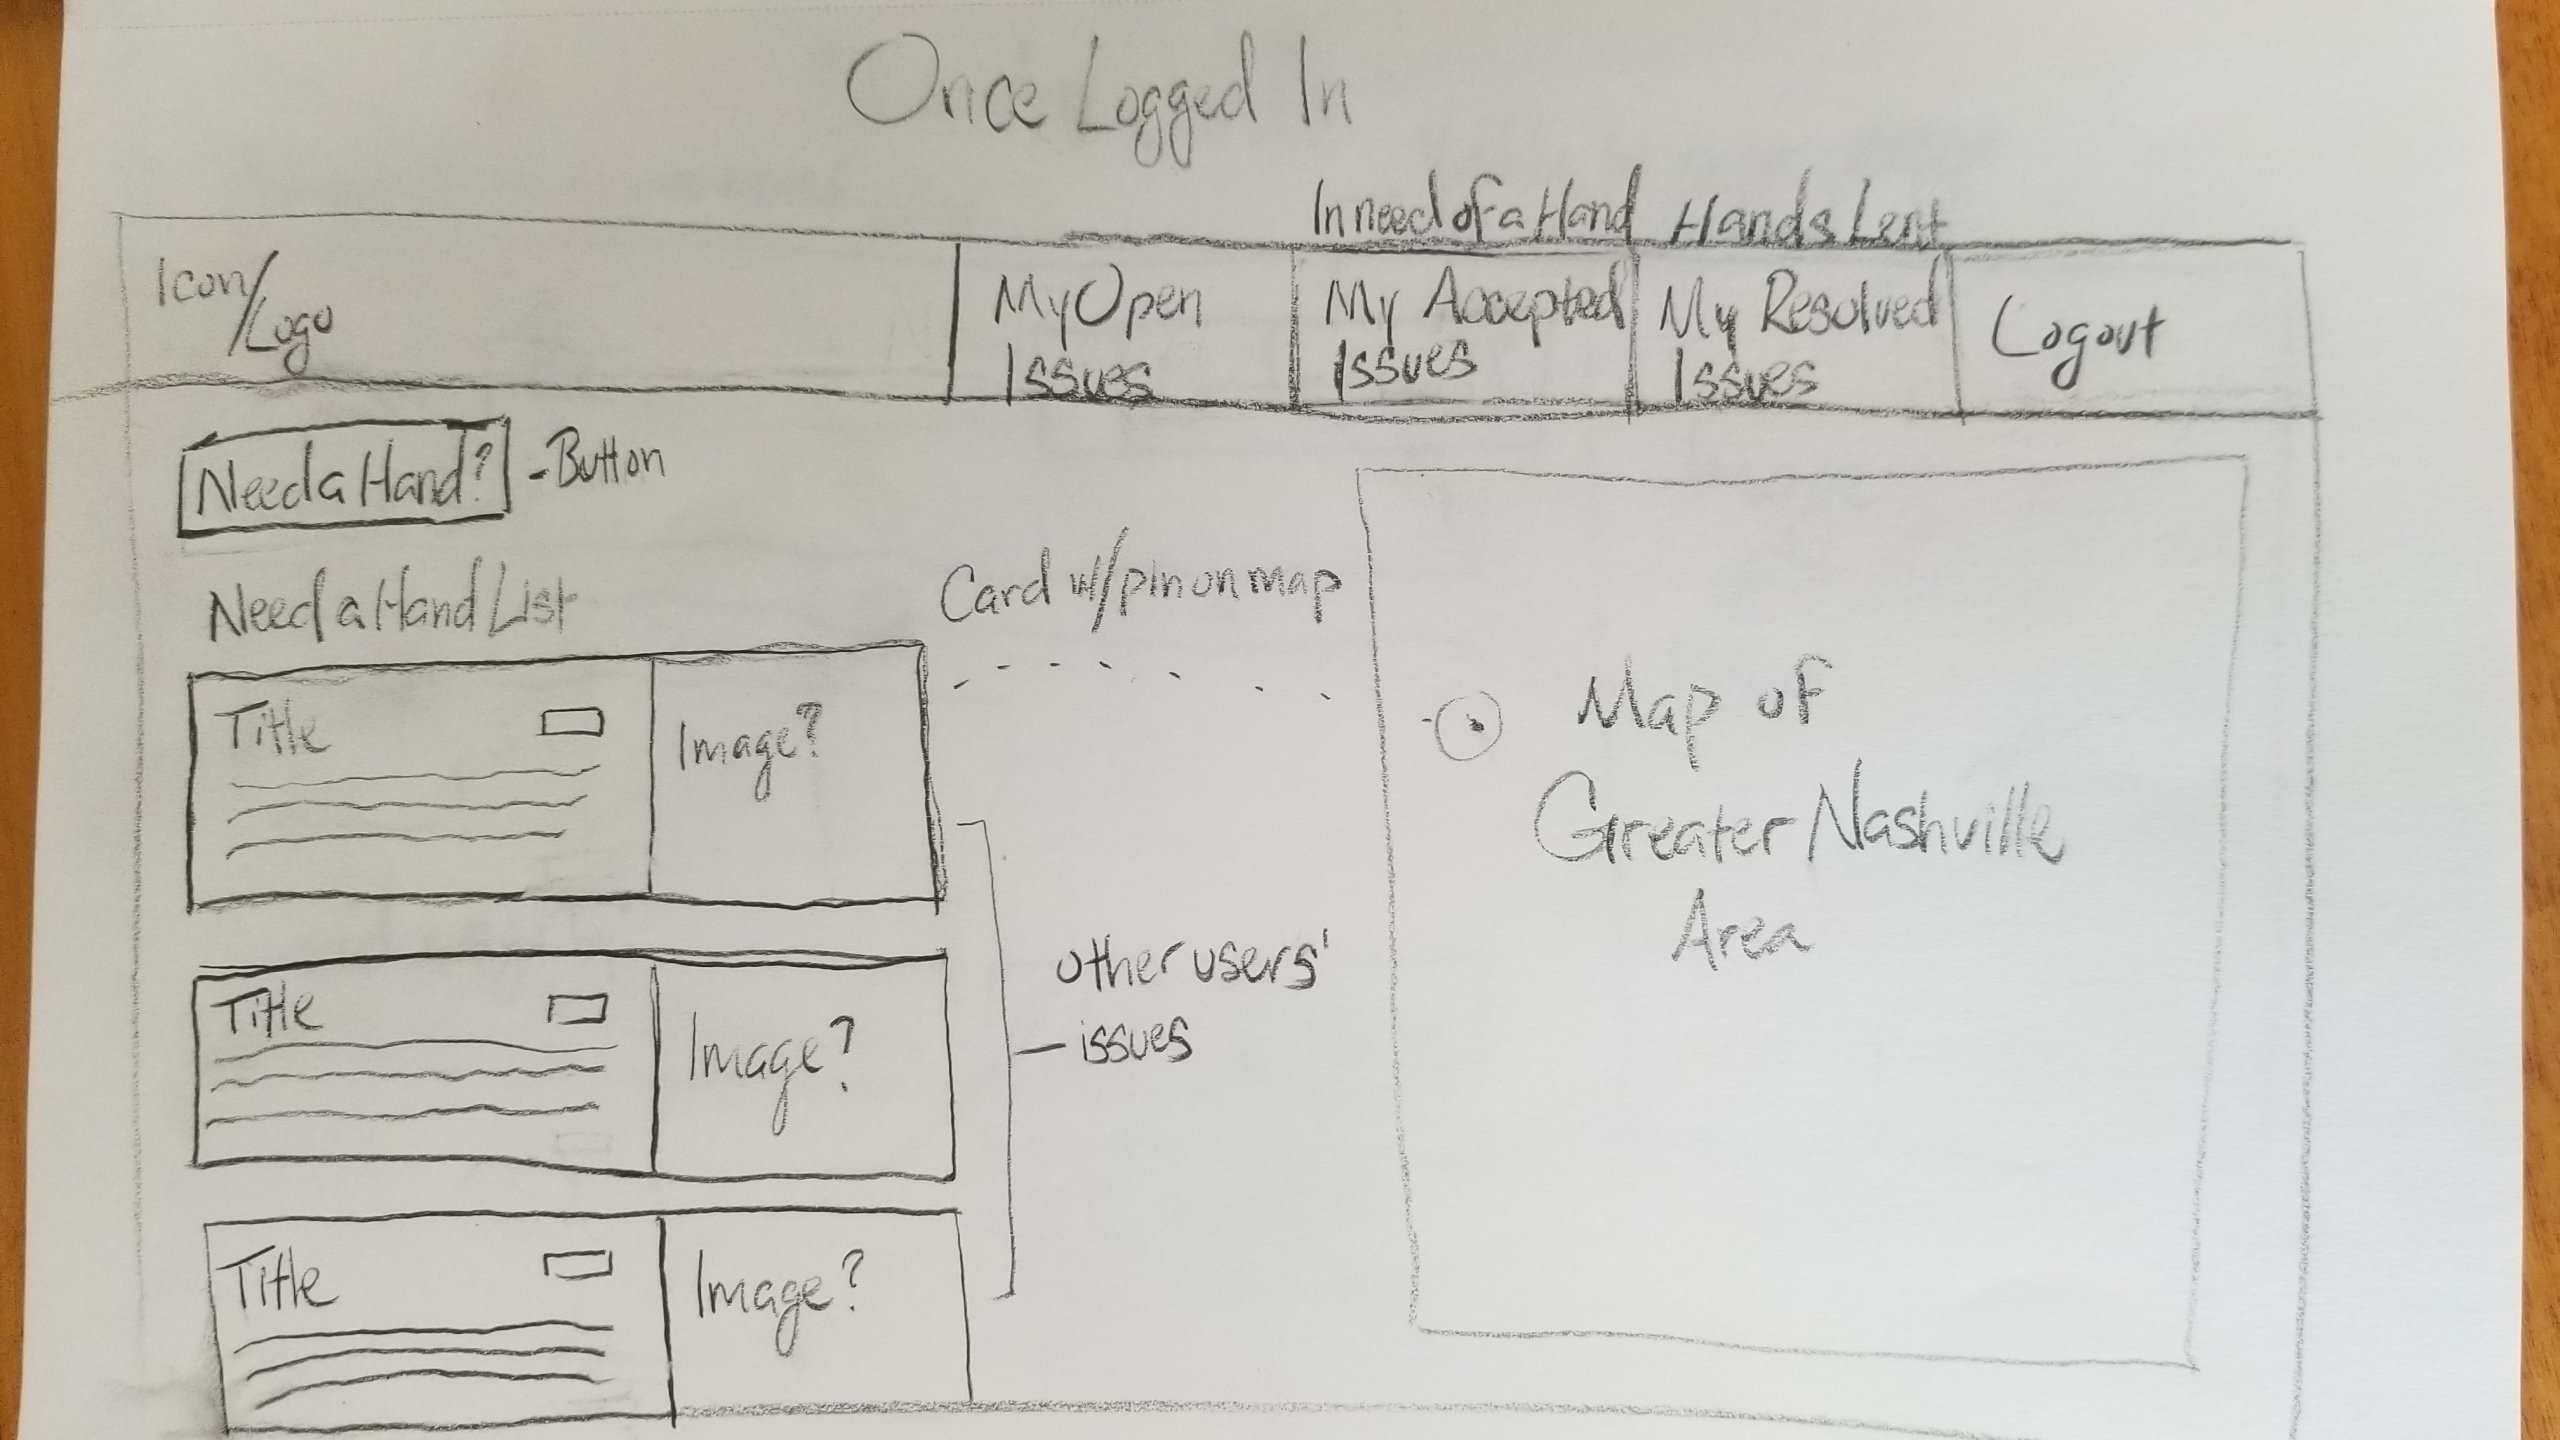 Once Logged In
In need of a Hand Hands Lent
Icon/Logo
My Open
Issues
My Accepted
Issues
My Resolved
Issues
Logout
Need a Hand? - Button
Need a Hand List
Card w/pin on map
Title
Image?
Map of
Greater Nashville
Area
other users'
issues
Title
Image?
Title
Image?